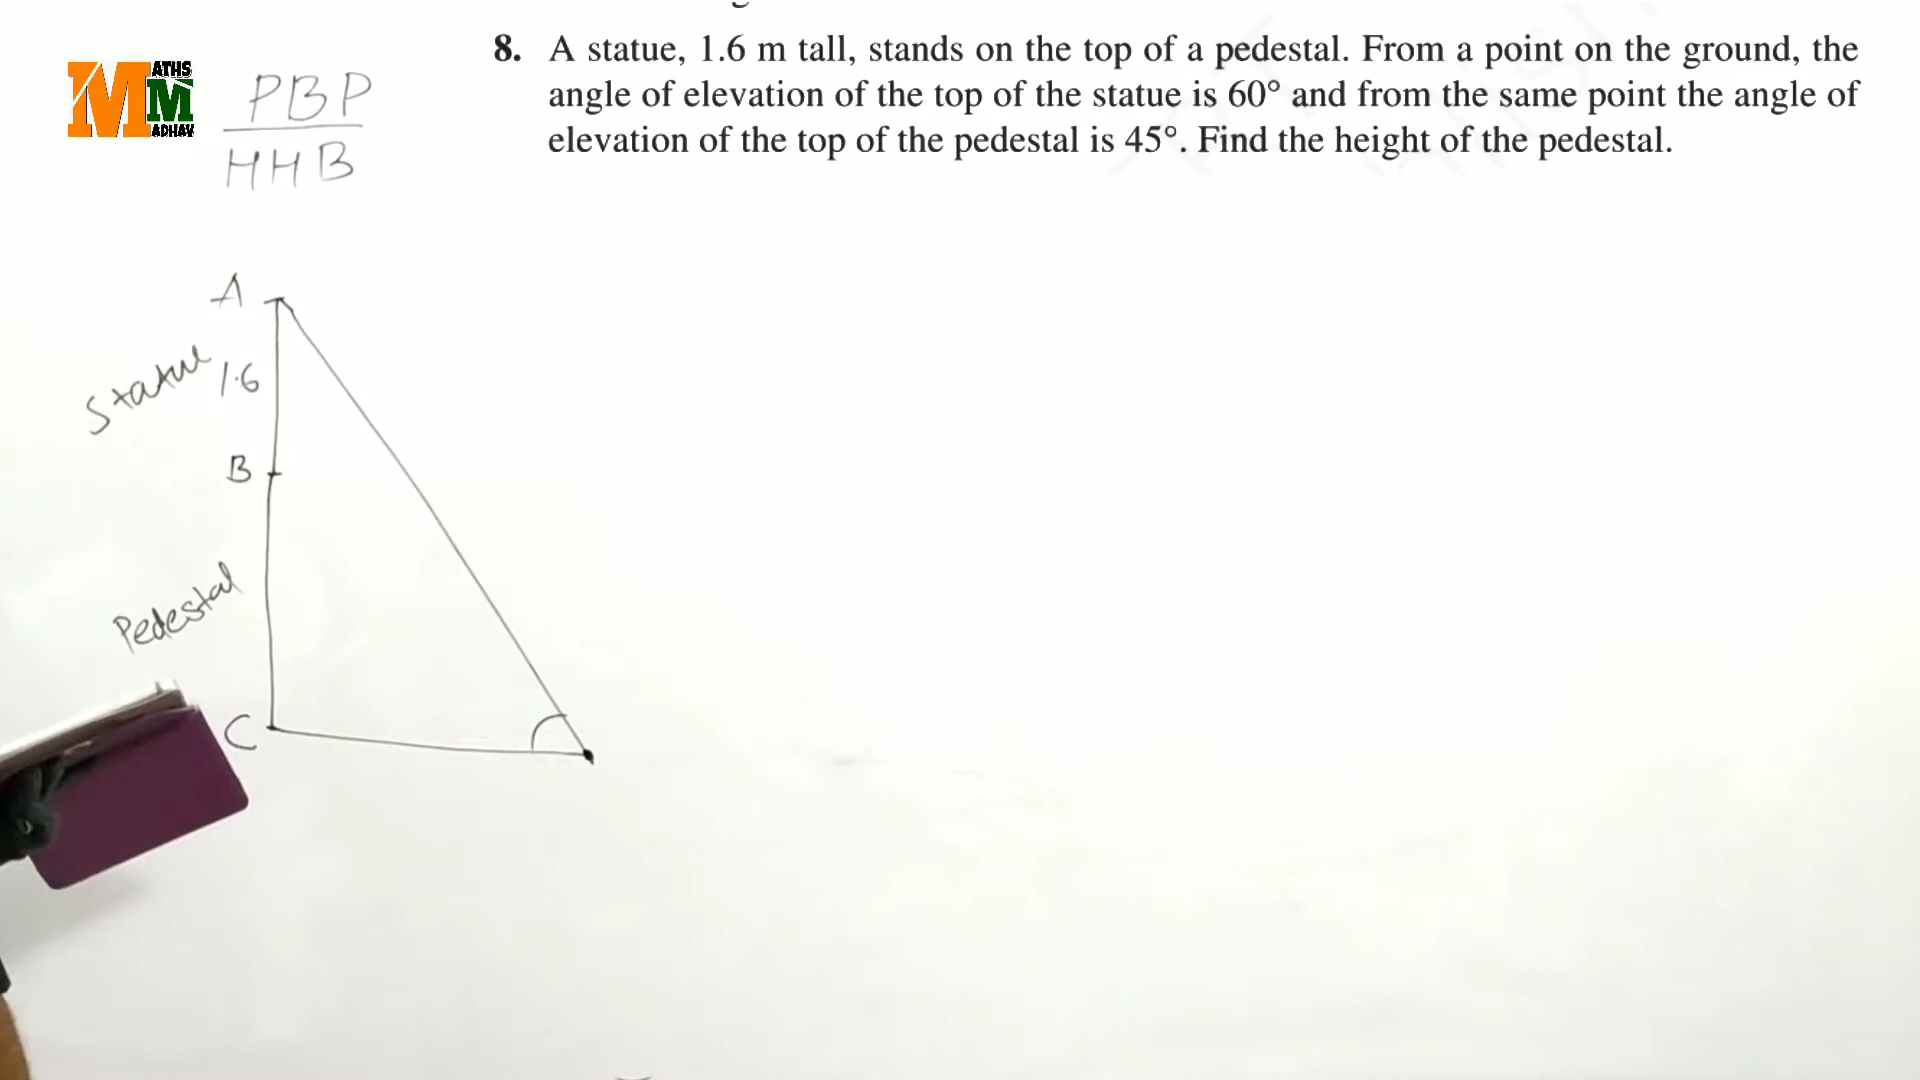 8. A statue, 1.6 m tall, stands on the top of a pedestal. From a point on the ground, the
angle of elevation of the top of the statue is 60° and from the same point the angle of
elevation of the top of the pedestal is 45°. Find the height of the pedestal.
MATHS
MADHAV
PBP
HHB
A
Statue 1.6
B
Pedestal
C